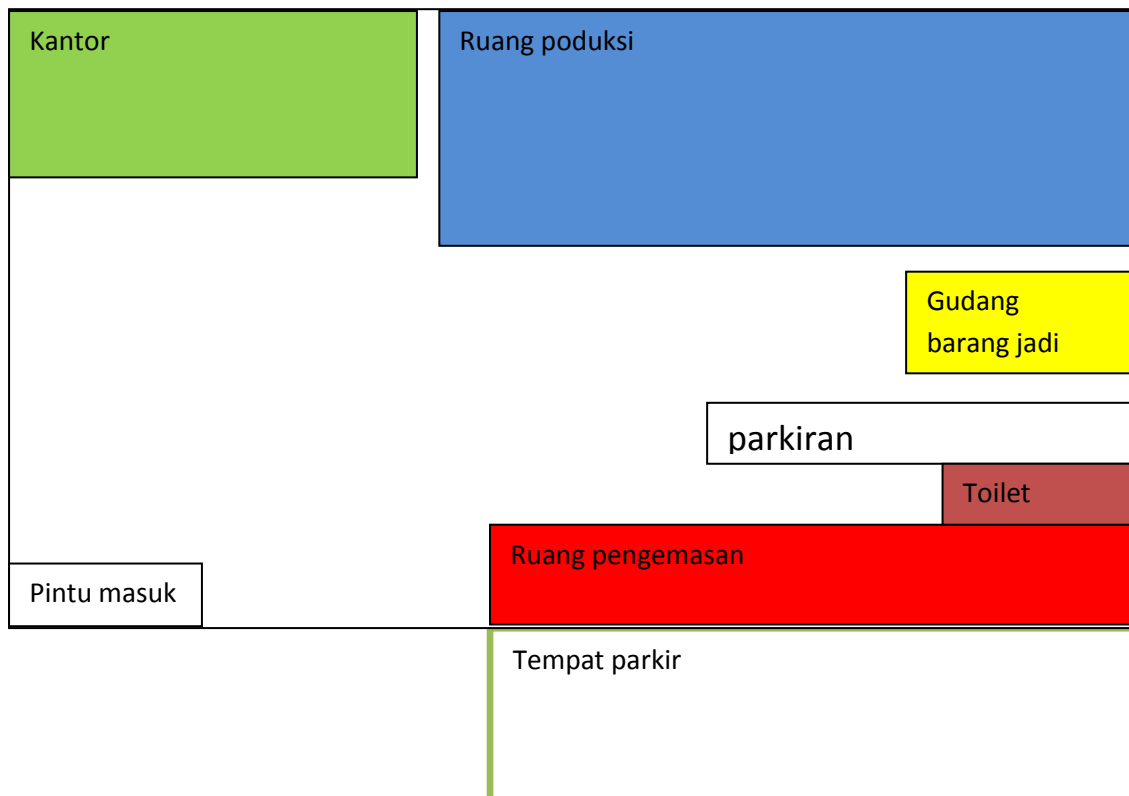 Kantor
Ruang poduksi
Gudang
barang jadi
parkiran
Toilet
Ruang pengemasan
Pintu masuk
Tempat parkir